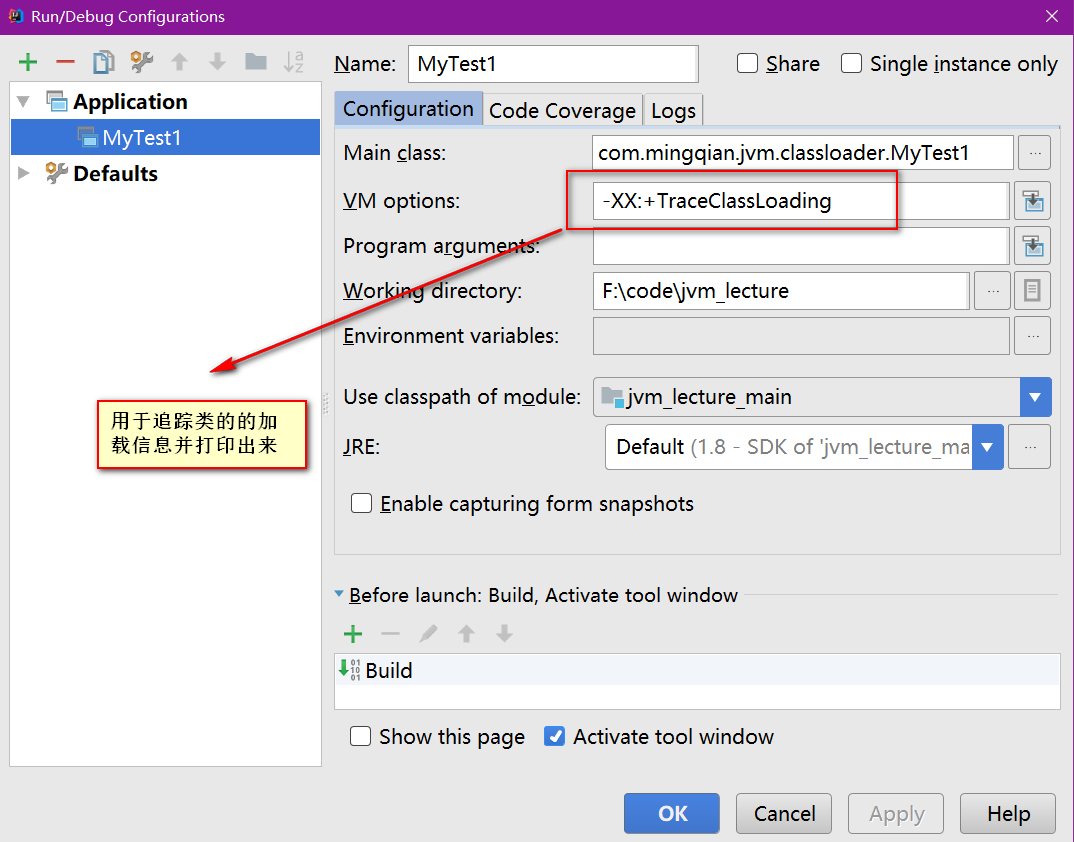 Run/Debug Configurations
Name: MyTest1 Share Single instance only
Application
MyTest1
Defaults
Configuration Code Coverage Logs
Main class: com.mingqian.jvm.classloader.MyTest1 ...
VM options: -XX:+TraceClassLoading
Program arguments:
Working directory: F:\code\jvm_lecture ...
Environment variables: ...
Use classpath of module: jvm_lecture_main
JRE: Default (1.8 - SDK of 'jvm_lecture_ma ...
用于追踪类的的加
载信息并打印出来
Enable capturing form snapshots
Before launch: Build, Activate tool window
Build
Show this page Activate tool window
OK Cancel Apply Help